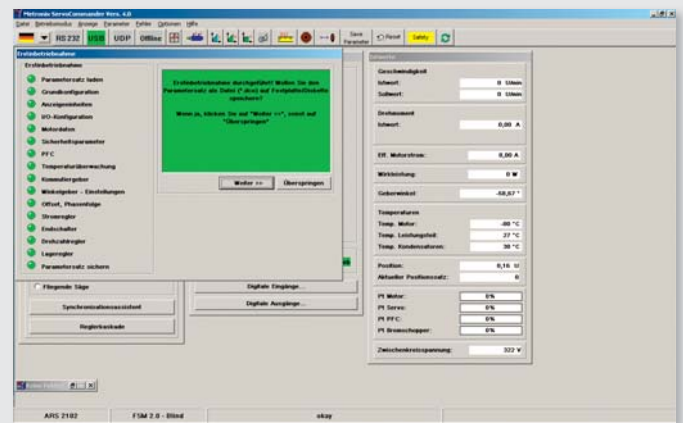 Metronix ServoCommander Vers. 4.0
Datei Betriebsmodus Anzeige Parameter Fehler Optionen Hilfe
RS 232 USB UDP Offline Save Parameter Reset Safety
Erstinbetriebnahme
Erstinbetriebnahme
Parametersatz laden
Grundkonfiguration
Anzeigeeinheiten
I/O-Konfiguration
Motordaten
Sicherheitsparameter
PFC
Temperaturüberwachung
Kommutiergeber
Winkelgeber - Einstellungen
Offset, Phasenfolge
Stromregler
Endschalter
Drehzahlregler
Lageregler
Parametersatz sichern
Erstinbetriebnahme durchgeführt! Wollen Sie den
Parametersatz als Datei (*.dco) auf Festplatte/Diskette
speichern?
Wenn ja, klicken Sie auf "Weiter >>", sonst auf
"Überspringen"
Weiter >>
Überspringen
Fliegende Säge
Synchronisationsassistent
Reglerkaskade
Digitale Eingänge...
Digitale Ausgänge...
Istwerte
Geschwindigkeit
Istwert: 0 U/min
Sollwert: 0 U/min
Drehmoment
Istwert: 0,00 A
Eff. Motorstrom: 0,00 A
Wirkleistung: 0 W
Geberwinkel: -68,67 °
Temperaturen
Temp. Motor:
Temp. Leistungsteil: 27 °C
Temp. Kondensatoren: 30 °C
Position: 0,16 U
Aktueller Positionssatz: 0
I²t Motor: 0%
I²t Servo: 0%
I²t PFC: 0%
I²t Bremschopper: 0%
Zwischenkreisspannung: 322 V
ARS 2102
FSM 2.0 - Blind
okay